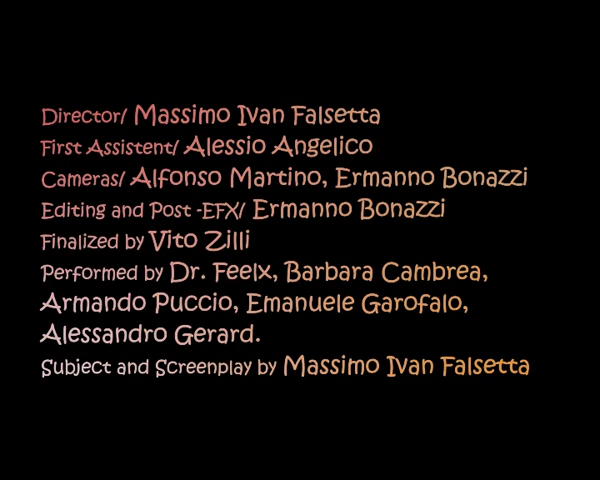 Director/ Massimo Ivan Falsetta
First Assistent/ Alessio Angelico
Cameras/ Alfonso Martino, Ermanno Bonazzi
Editing and Post -EFX/ Ermanno Bonazzi
Finalized by Vito Zilli
Performed by Dr. Feelx, Barbara Cambrea,
Armando Puccio, Emanuele Garofalo,
Alessandro Gerard.
Subject and Screenplay by Massimo Ivan Falsetta